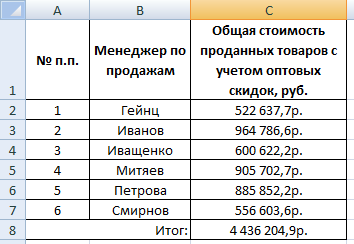 A B C
1 № п.п. Менеджер по продажам Общая стоимость проданных товаров с учетом оптовых скидок, руб.
2 1 Гейнц 522 637,7р.
3 2 Иванов 964 786,6р.
4 3 Иващенко 600 622,2р.
5 4 Митяев 905 702,7р.
6 5 Петрова 885 852,2р.
7 6 Смирнов 556 603,6р.
8 Итог: 4 436 204,9р.